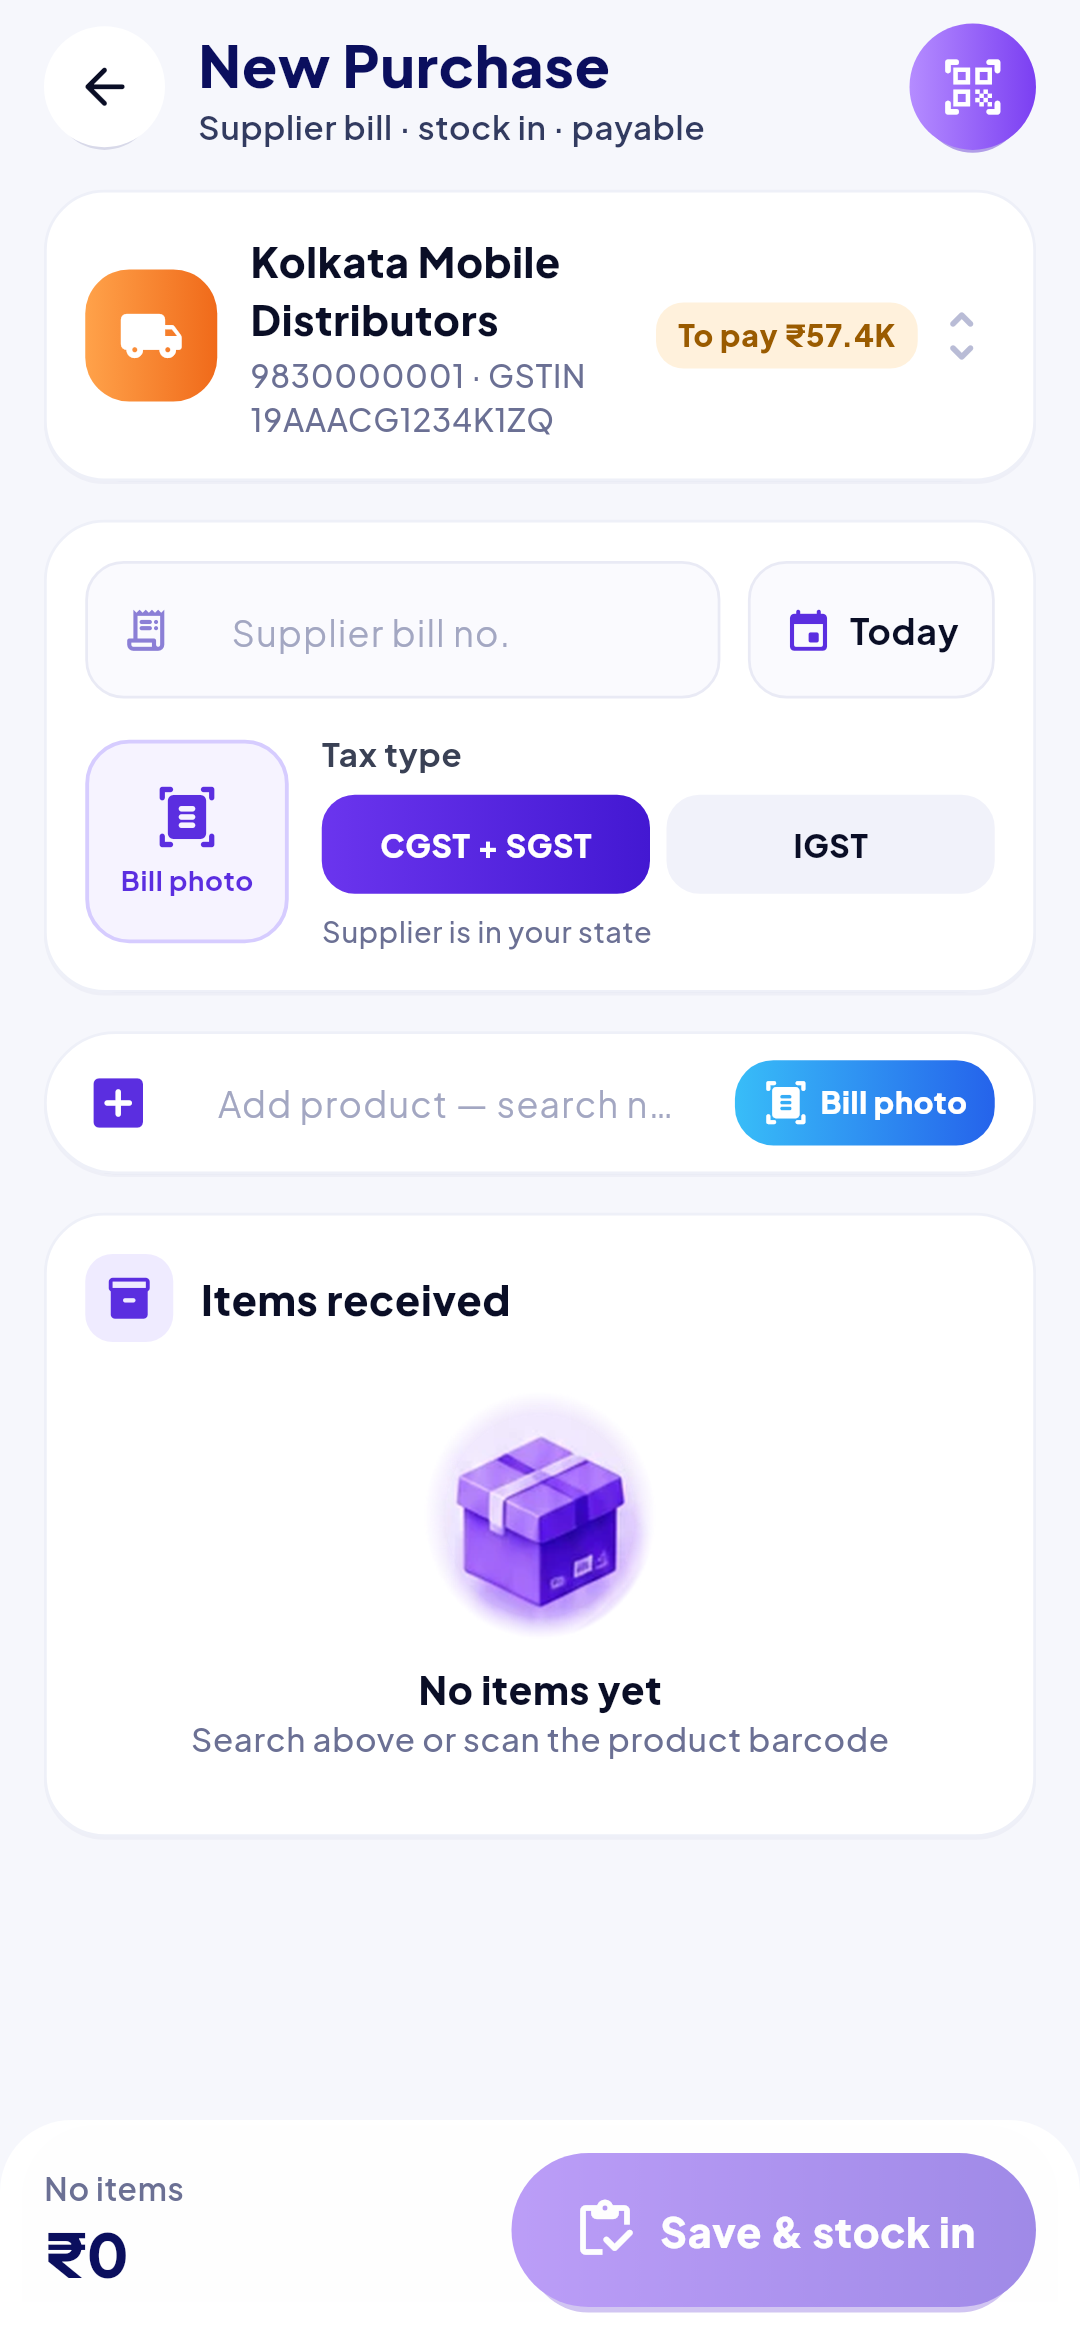 New Purchase
Supplier bill · stock in · payable
Kolkata Mobile
Distributors
9830000001 · GSTIN
19AAACG1234K1ZQ
To pay ₹57.4K
Supplier bill no.
Today
Bill photo
Tax type
CGST + SGST
IGST
Supplier is in your state
Add product — search n...
Bill photo
Items received
No items yet
Search above or scan the product barcode
No items
₹0
Save & stock in